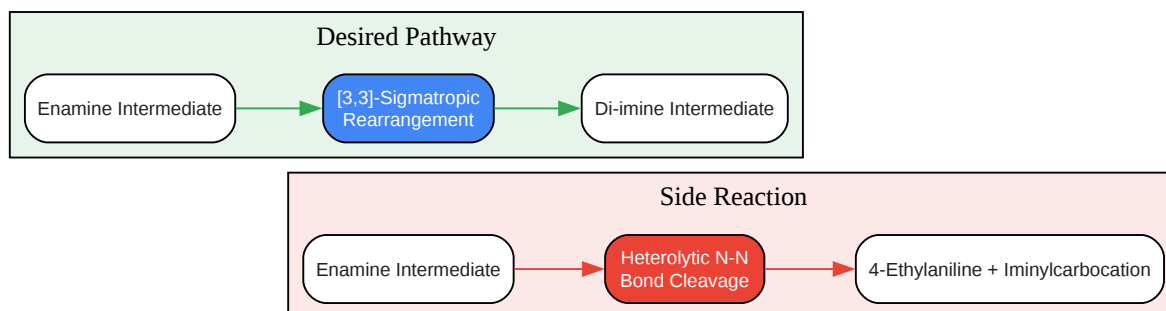 Desired Pathway
Enamine Intermediate
[3,3]-Sigmatropic
Rearrangement
Di-imine Intermediate
Side Reaction
Enamine Intermediate
Heterolytic N-N
Bond Cleavage
4-Ethylaniline + Iminylcarbocation